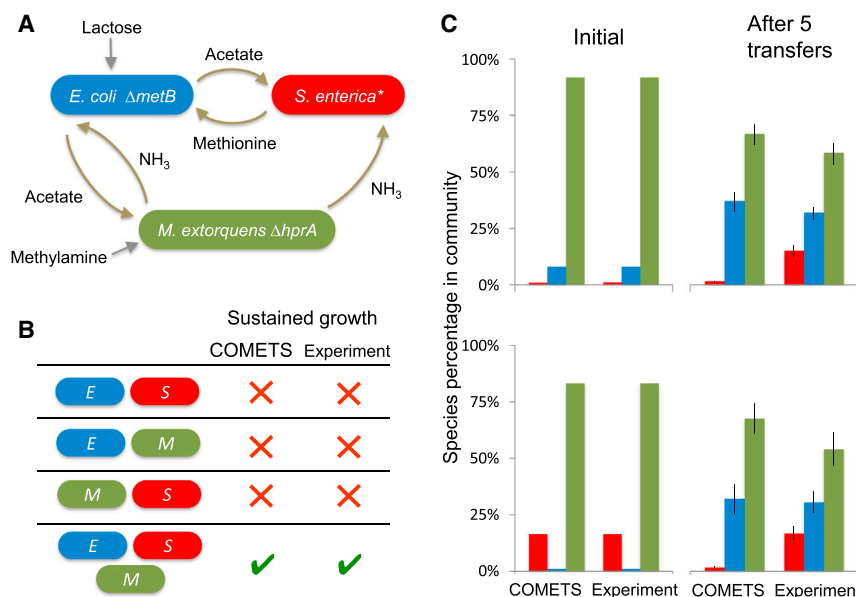 A
Lactose
E. coli ΔmetB
Acetate
S. enterica*
Methionine
NH3
Acetate
NH3
M. extorquens ΔhprA
Methylamine
B
Sustained growth
COMETS Experiment
E S
E M
M S
E S
M
C
Initial
After 5
transfers
Species percentage in community
100%
75%
50%
25%
0%
100%
75%
50%
25%
0%
COMETS Experiment COMETS Experimen